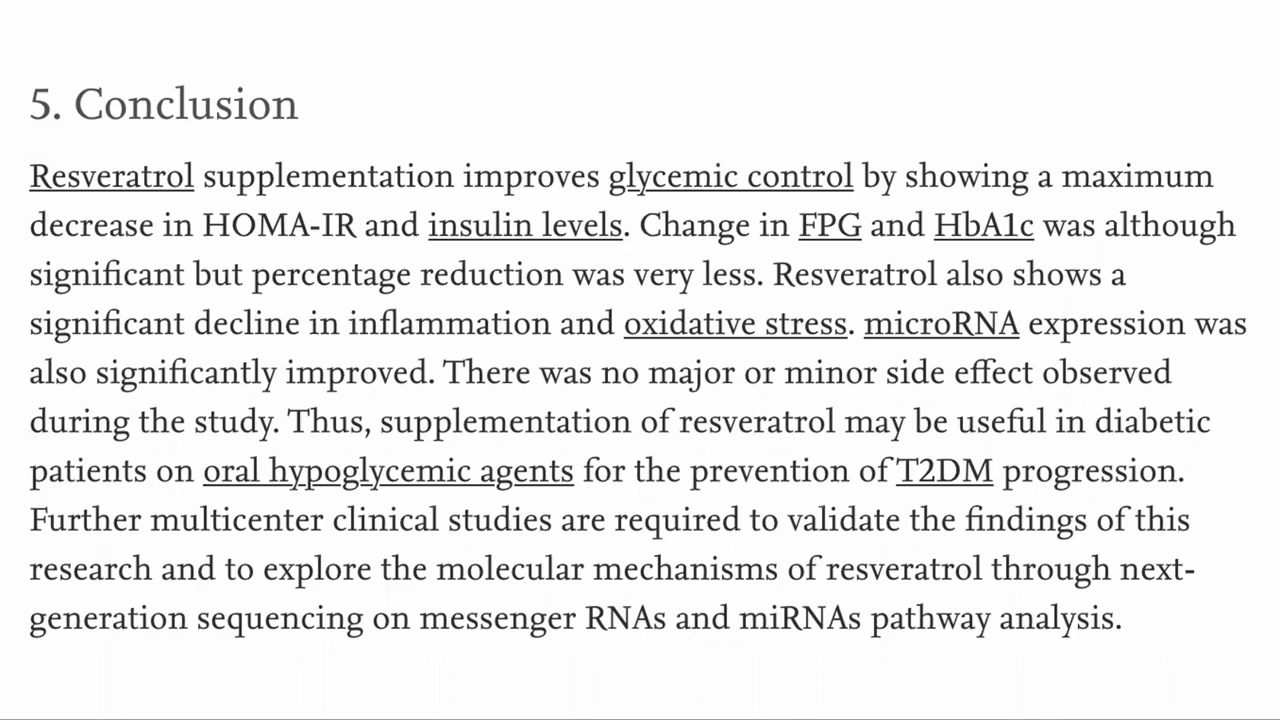 5. Conclusion
Resveratrol supplementation improves glycemic control by showing a maximum
decrease in HOMA-IR and insulin levels. Change in FPG and HbA1c was although
significant but percentage reduction was very less. Resveratrol also shows a
significant decline in inflammation and oxidative stress. microRNA expression was
also significantly improved. There was no major or minor side effect observed
during the study. Thus, supplementation of resveratrol may be useful in diabetic
patients on oral hypoglycemic agents for the prevention of T2DM progression.
Further multicenter clinical studies are required to validate the findings of this
research and to explore the molecular mechanisms of resveratrol through next-
generation sequencing on messenger RNAs and miRNAs pathway analysis.